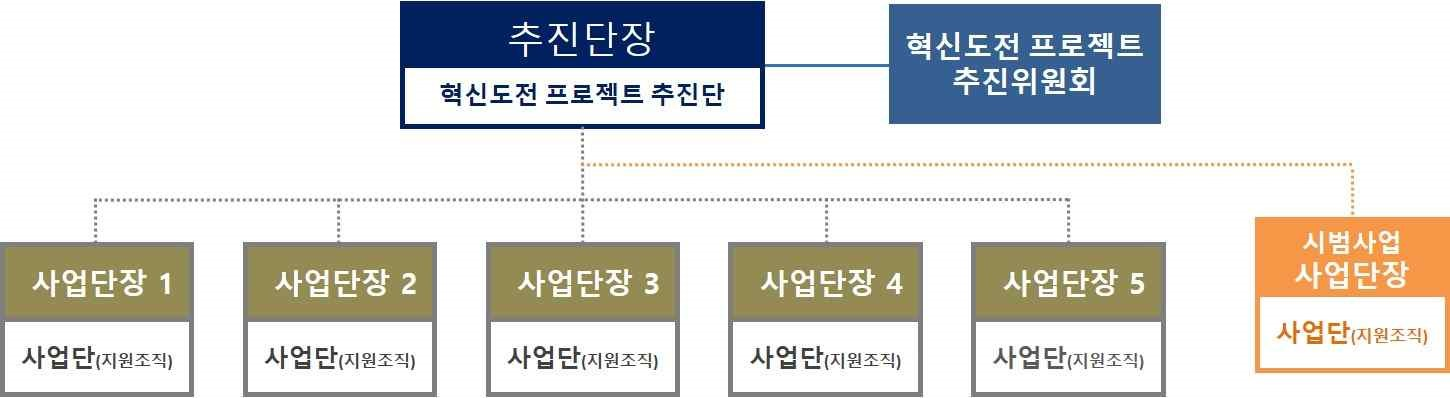 추진단장
혁신도전 프로젝트 추진단
혁신도전 프로젝트
추진위원회
사업단장 1
사업단(지원조직)
사업단장 2
사업단(지원조직)
사업단장 3
사업단(지원조직)
사업단장 4
사업단(지원조직)
사업단장 5
사업단(지원조직)
시범사업
사업단장
사업단(지원조직)